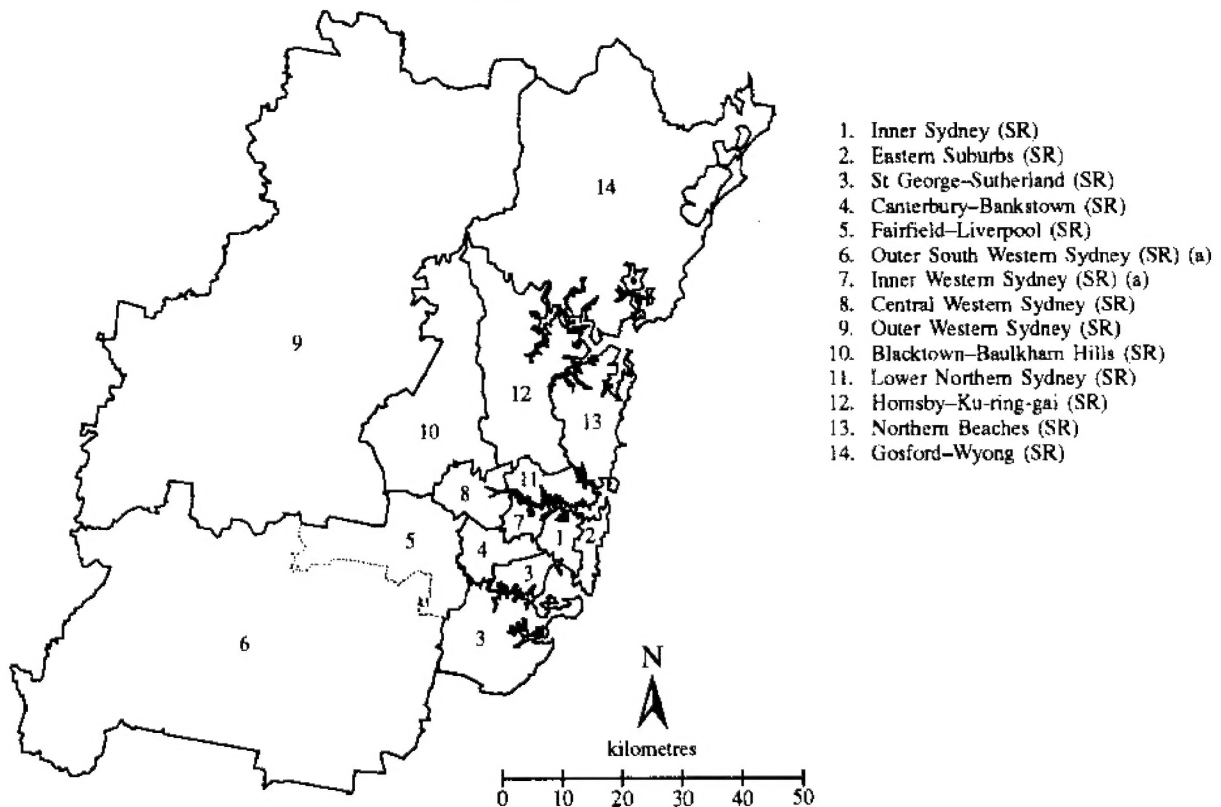 14
9
12
13
10
11
8
7
1
2
5
4
3
6
3
1. Inner Sydney (SR)
2. Eastern Suburbs (SR)
3. St George–Sutherland (SR)
4. Canterbury–Bankstown (SR)
5. Fairfield–Liverpool (SR)
6. Outer South Western Sydney (SR) (a)
7. Inner Western Sydney (SR) (a)
8. Central Western Sydney (SR)
9. Outer Western Sydney (SR)
10. Blacktown–Baulkham Hills (SR)
11. Lower Northern Sydney (SR)
12. Hornsby–Ku-ring-gai (SR)
13. Northern Beaches (SR)
14. Gosford–Wyong (SR)
N
kilometres
0 10 20 30 40 50